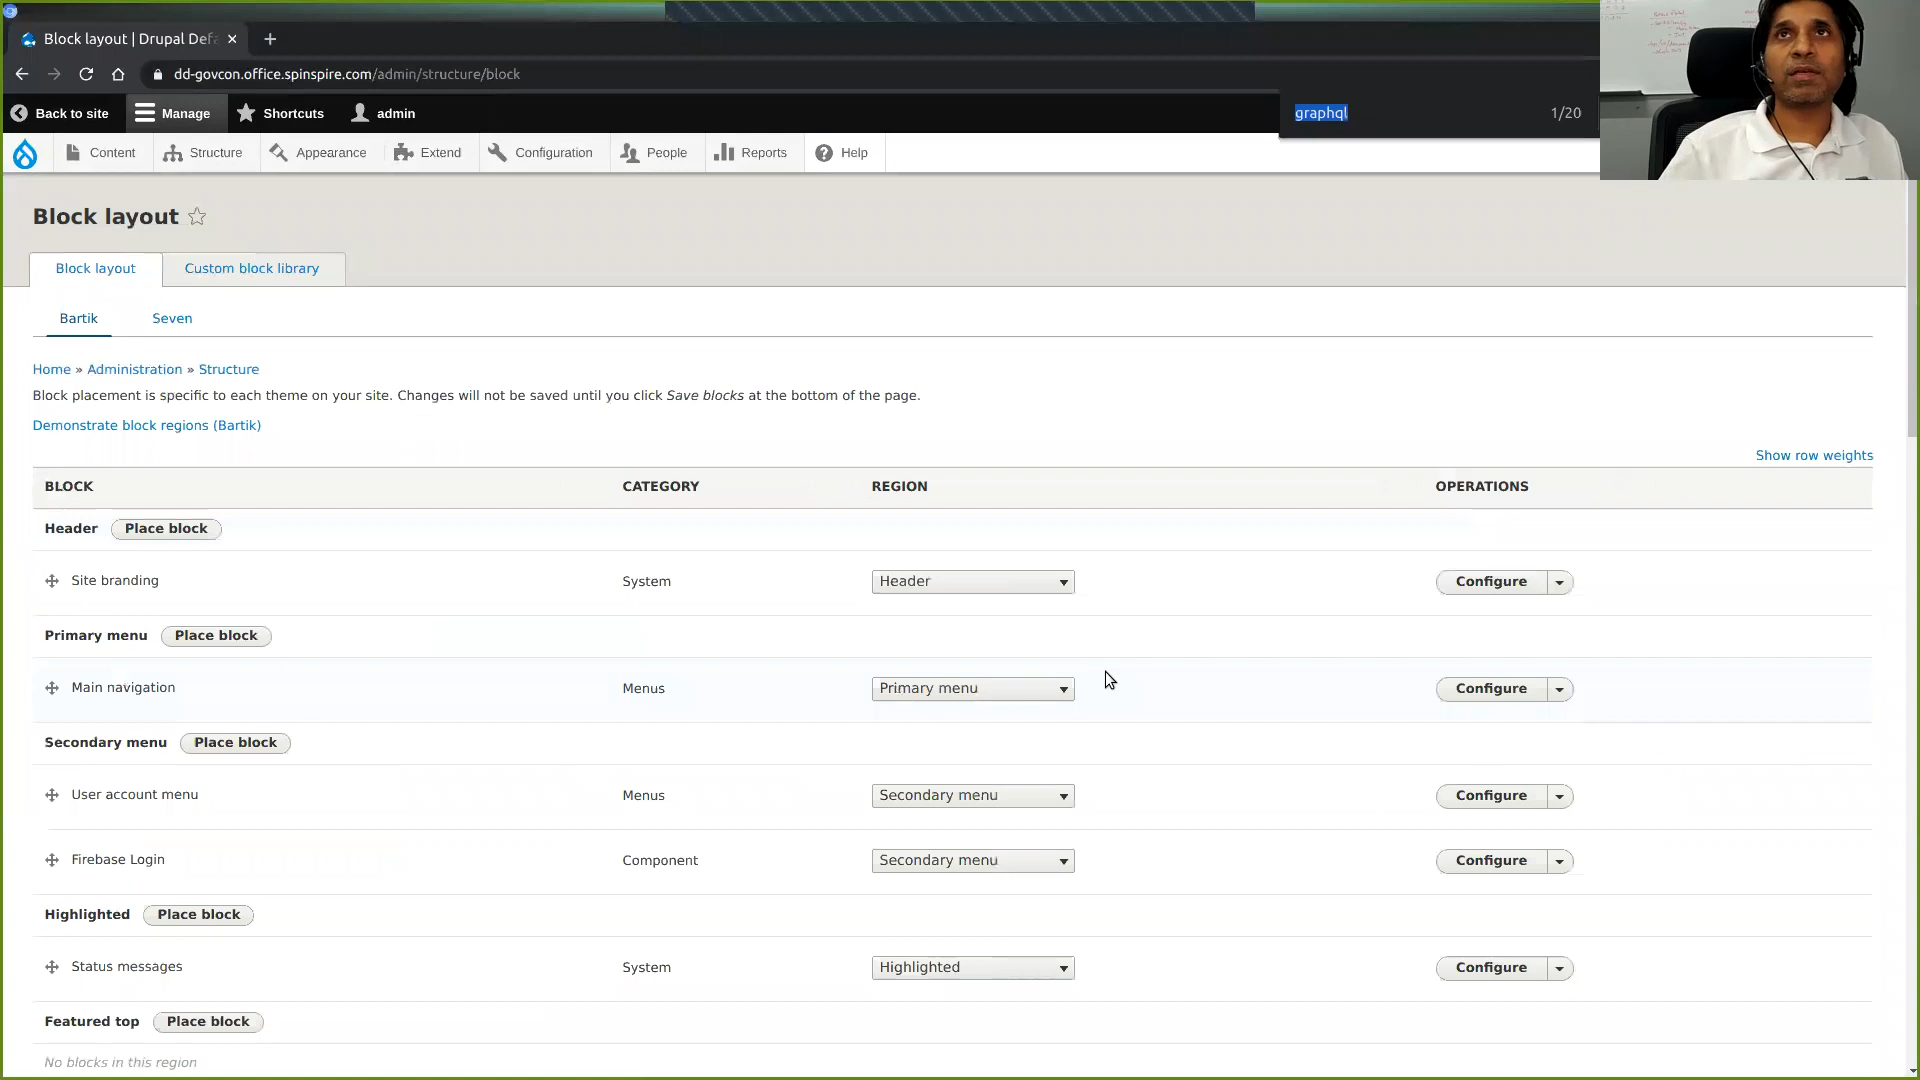 Block layout | Drupal Defa
dd-govcon.office.spinspire.com/admin/structure/block
Back to site Manage Shortcuts admin
graphql 1/20
Content Structure Appearance Extend Configuration People Reports Help
Block layout
Block layout Custom block library
Bartik Seven
Home » Administration » Structure
Block placement is specific to each theme on your site. Changes will not be saved until you click Save blocks at the bottom of the page.
Demonstrate block regions (Bartik)
Show row weights
BLOCK CATEGORY REGION OPERATIONS
Header Place block
Site branding System Header Configure
Primary menu Place block
Main navigation Menus Primary menu Configure
Secondary menu Place block
User account menu Menus Secondary menu Configure
Firebase Login Component Secondary menu Configure
Highlighted Place block
Status messages System Highlighted Configure
Featured top Place block
No blocks in this region